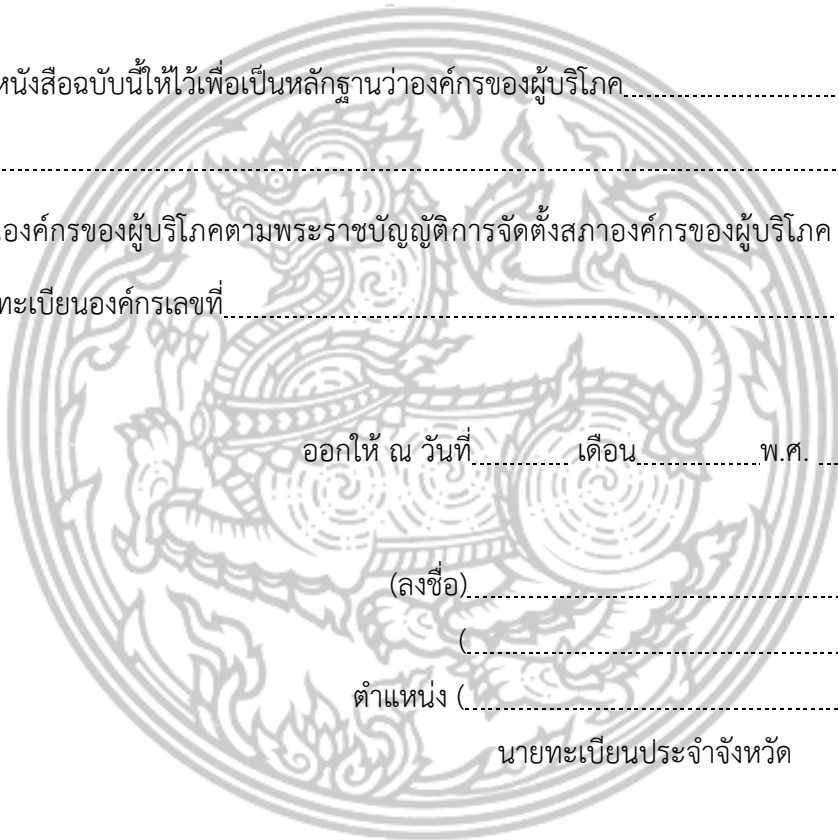 หนังสือฉบับนี้ให้ไว้เพื่อเป็นหลักฐานว่าองค์กรของผู้บริโภค
องค์กรของผู้บริโภคตามพระราชบัญญัติการจัดตั้งสภาองค์กรของผู้บริโภค
ทะเบียนองค์กรเลขที่
ออกให้ ณ วันที่ เดือน พ.ศ.
(ลงชื่อ)
(
ตำแหน่ง (
นายทะเบียนประจำจังหวัด